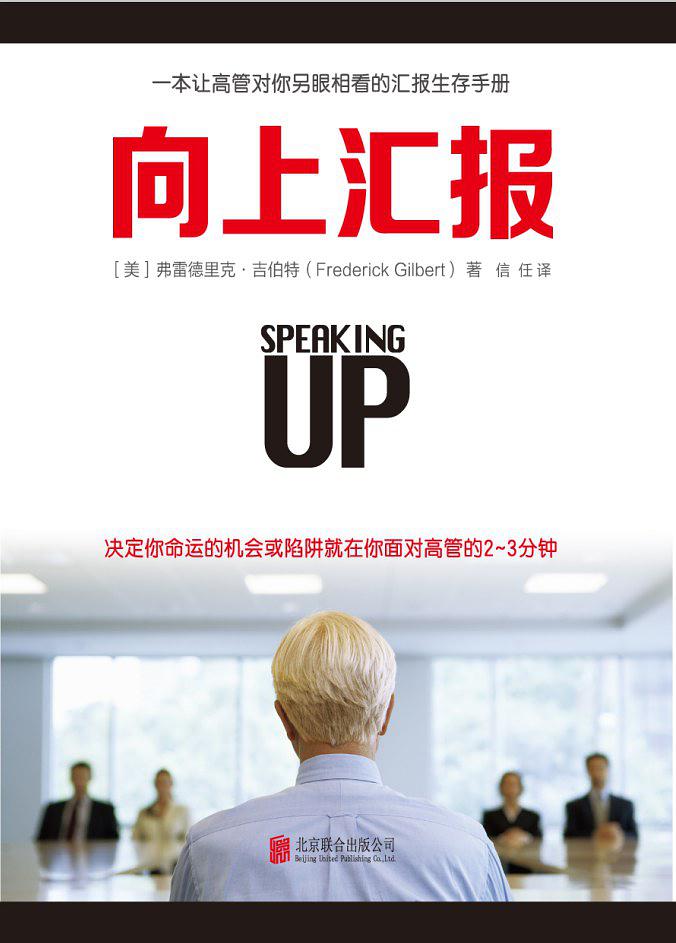 一本让高管对你另眼相看的汇报生存手册
向上汇报
［美］弗雷德里克·吉伯特（Frederick Gilbert）著 信 任 译
SPEAKING
UP
决定你命运的机会或陷阱就在你面对高管的2~3分钟
北京联合出版公司
Beijing United Publishing Co.,Ltd.